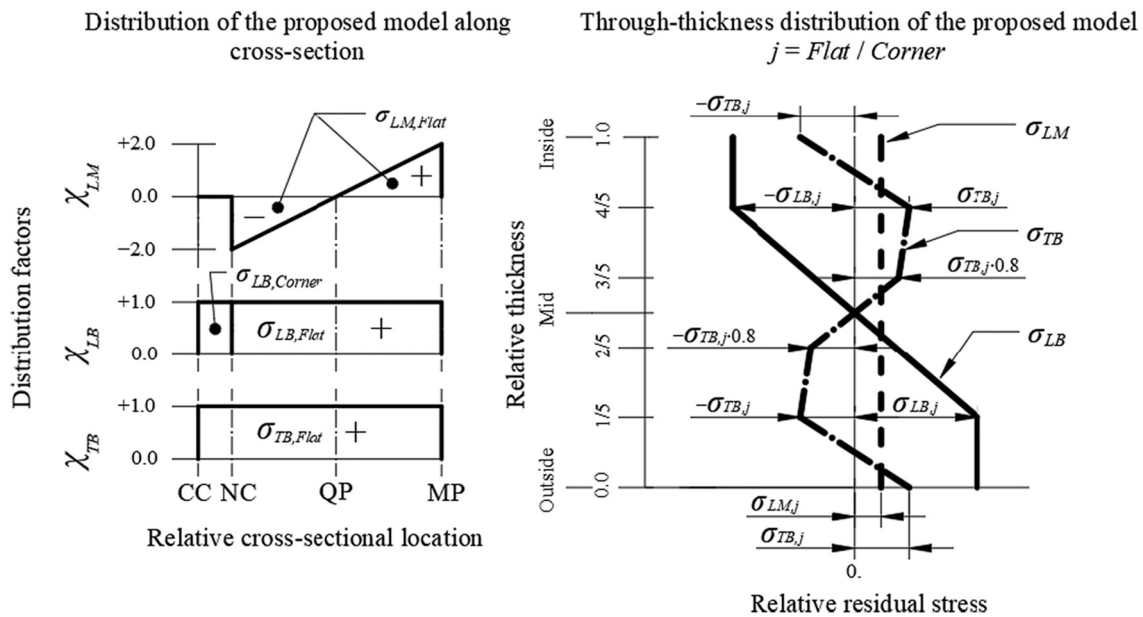 Distribution of the proposed model along
cross-section
Distribution factors
χLM
+2.0
0.0
−2.0
σLM,Flat
−
+
χLB
+1.0
0.0
σLB,Corner
σLB,Flat
+
χTB
+1.0
0.0
σTB,Flat
+
CC NC QP MP
Relative cross-sectional location
Through-thickness distribution of the proposed model
j = Flat / Corner
Relative thickness
Inside
Mid
Outside
1.0
4/5
3/5
2/5
1/5
0.0
−σTB,j
σLM
−σLB,j
σTB,j
σTB
σTB,j·0.8
−σTB,j·0.8
σLB
−σTB,j
σLB,j
σLM,j
σTB,j
0.
Relative residual stress